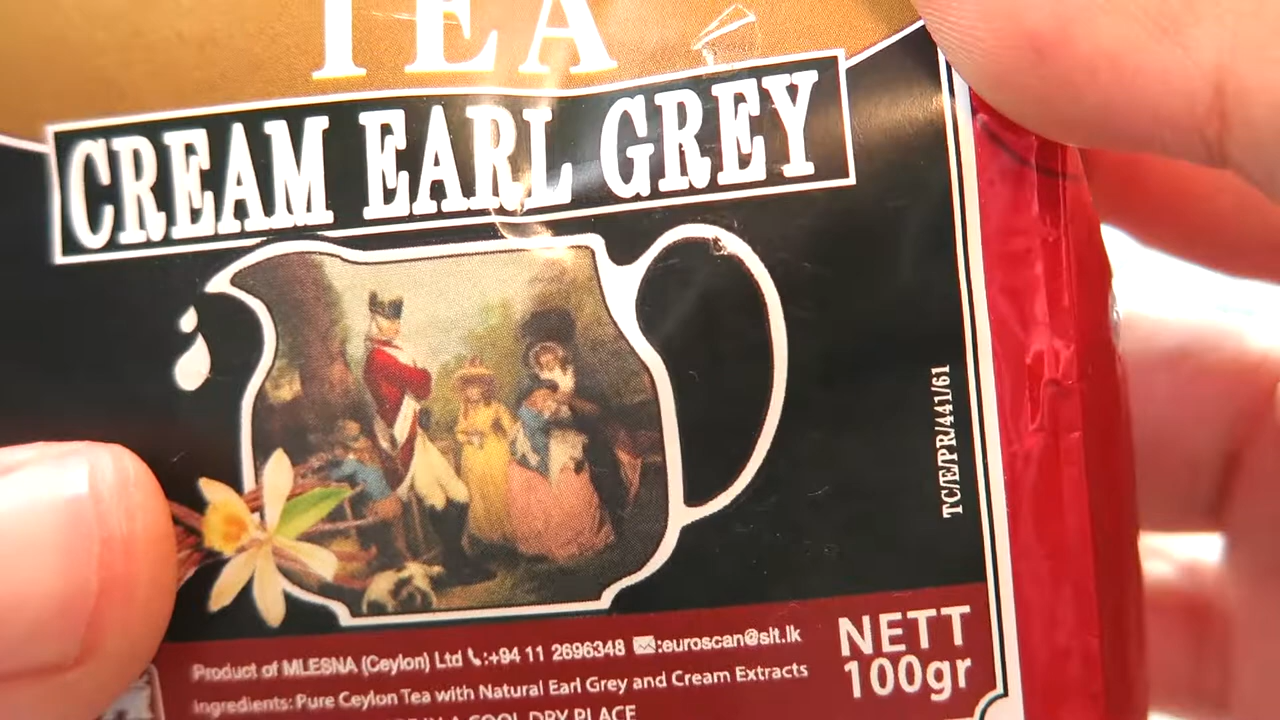 TEA
CREAM EARL GREY
TC/E/PR/441/61
Product of MLESNA (Ceylon) Ltd 📞:+94 11 2696348 ✉:euroscan@slt.lk
Ingredients: Pure Ceylon Tea with Natural Earl Grey and Cream Extracts
IN A COOL DRY PLACE
NETT
100gr